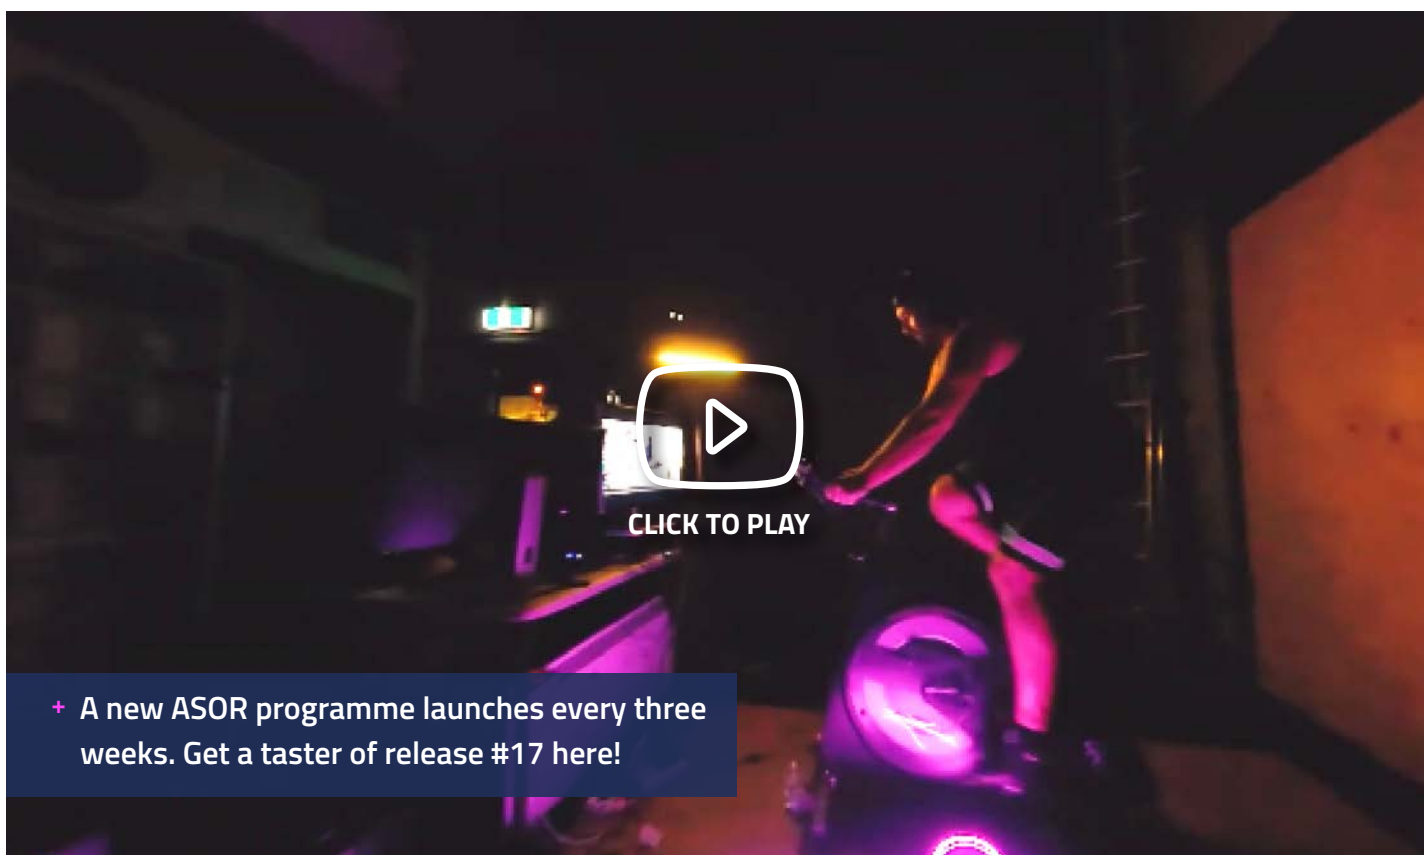 CLICK TO PLAY
+ A new ASOR programme launches every three
weeks. Get a taster of release #17 here!